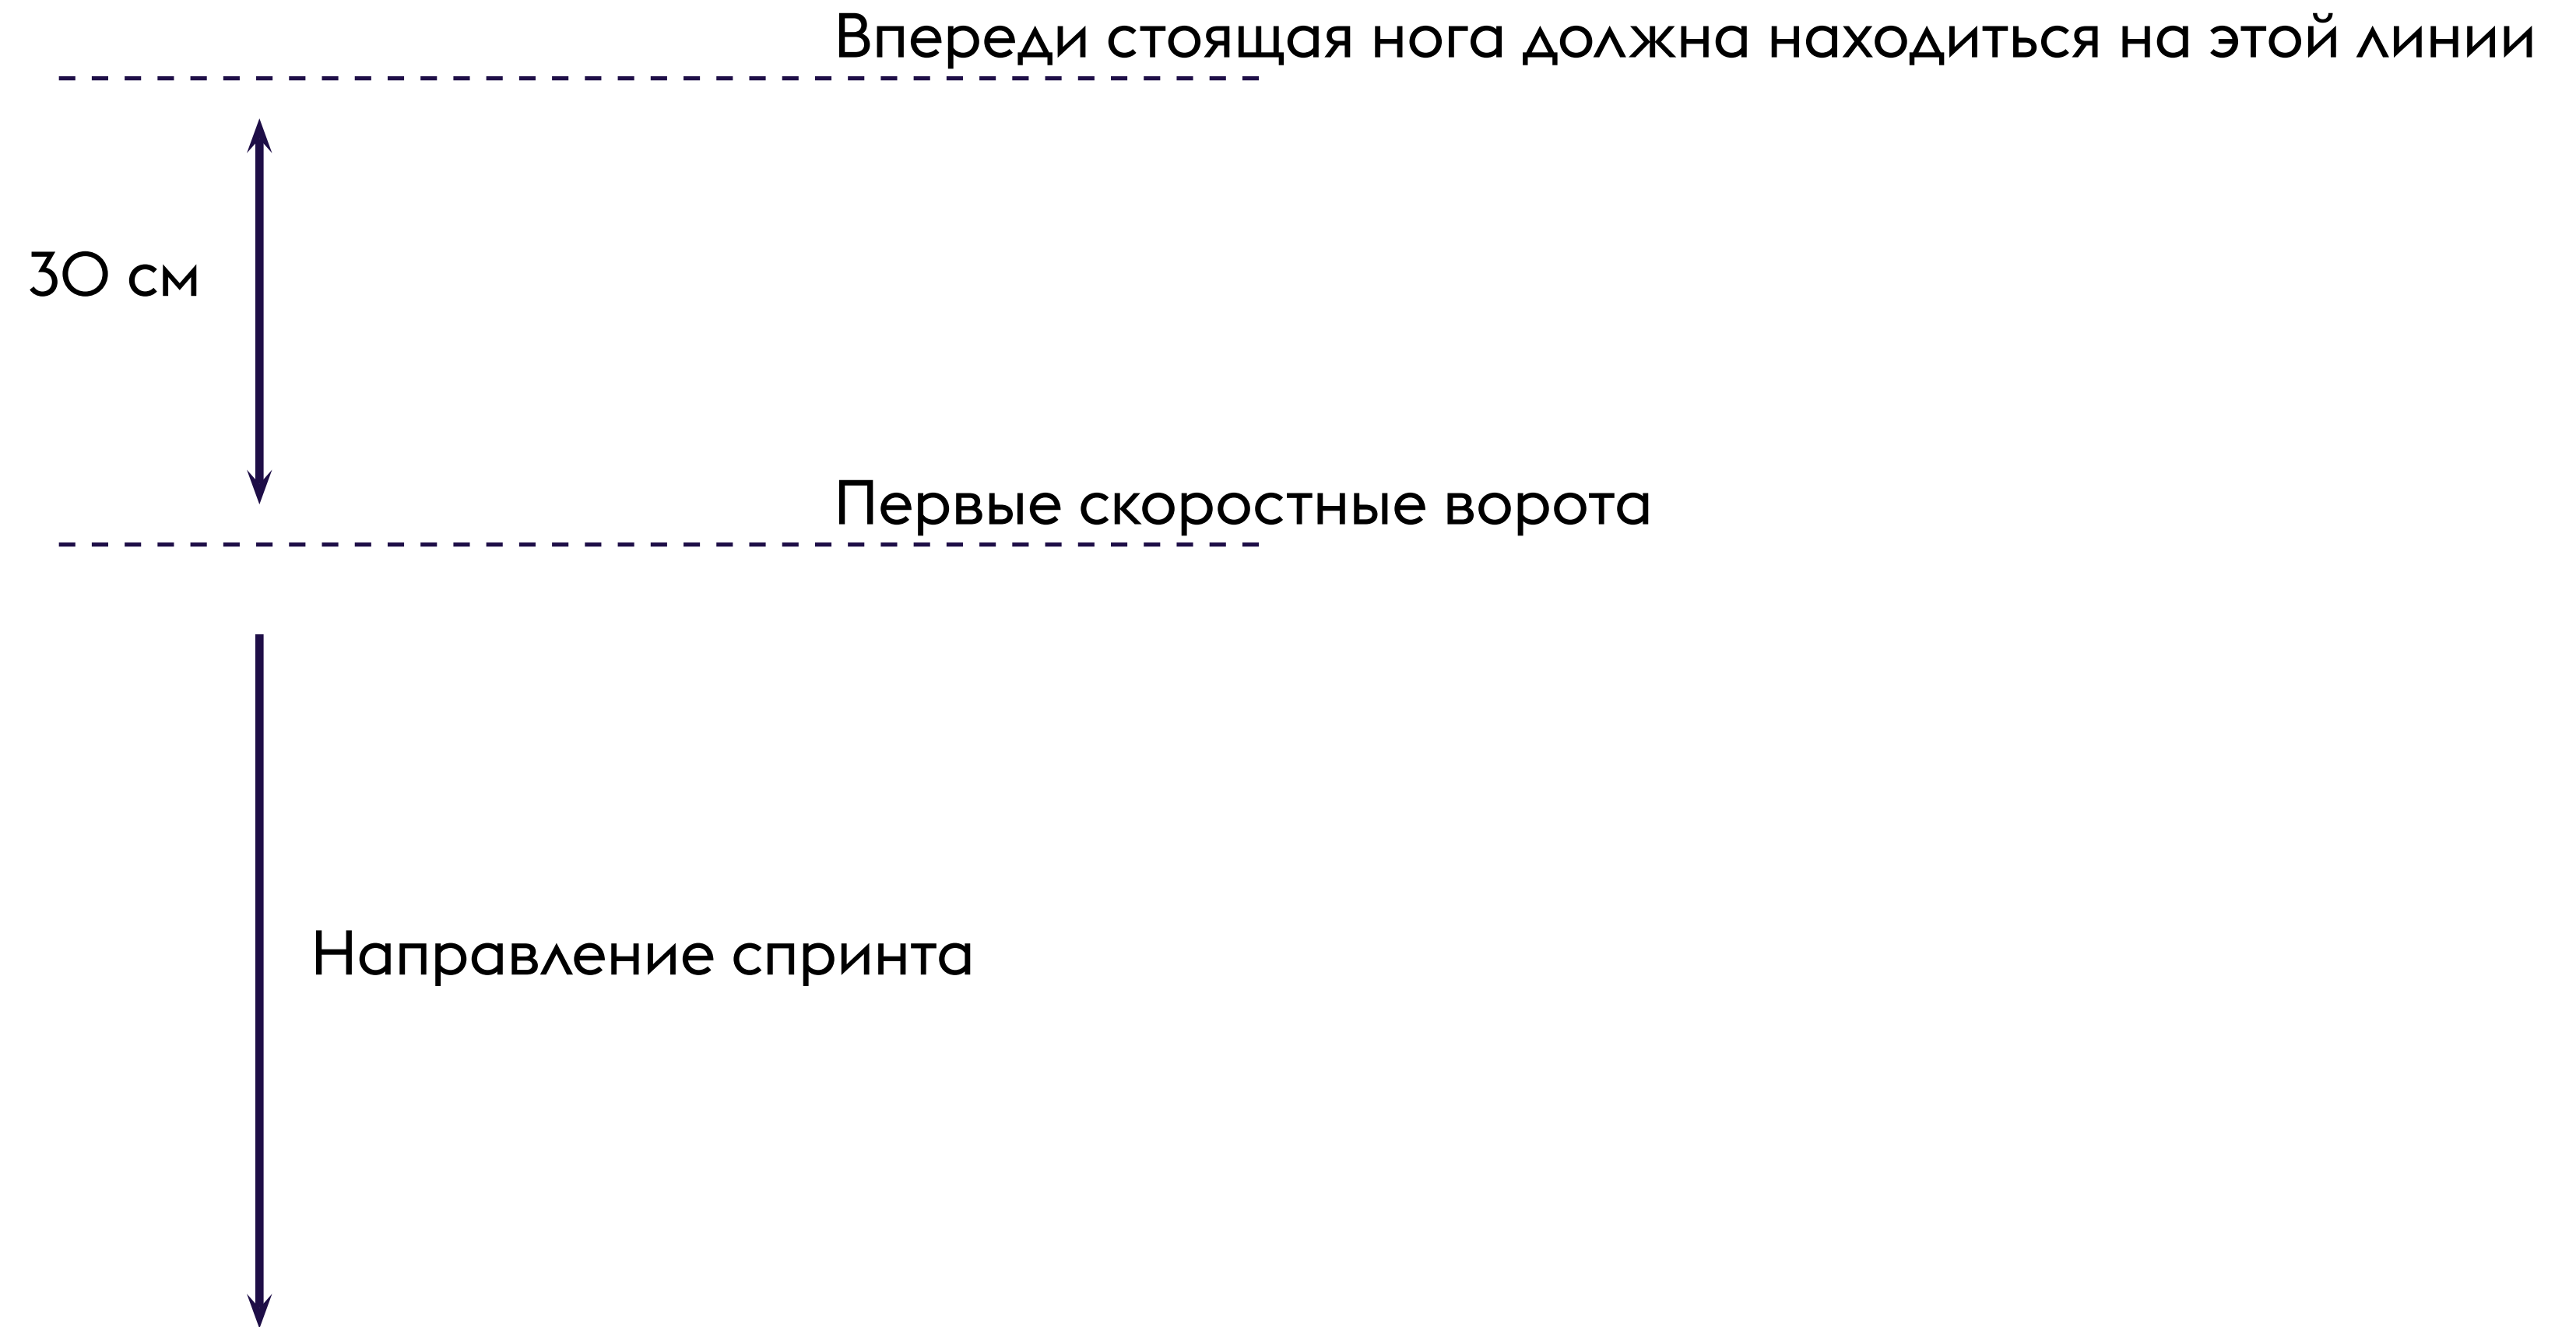 Впереди стоящая нога должна находиться на этой линии
30 см
Первые скоростные ворота
Направление спринта